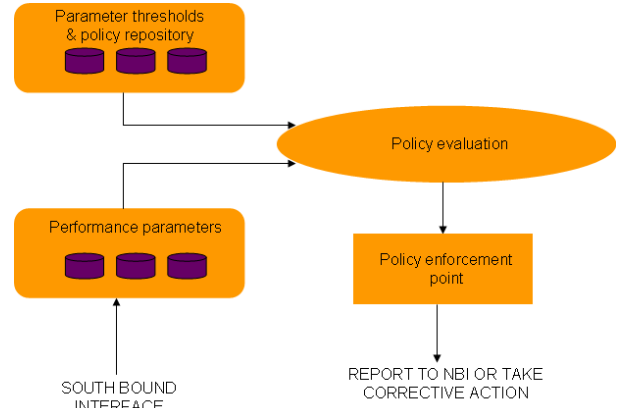 Parameter thresholds
& policy repository
Policy evaluation
Performance parameters
Policy enforcement
point
SOUTH BOUND
INTERFACE
REPORT TO NBI OR TAKE
CORRECTIVE ACTION